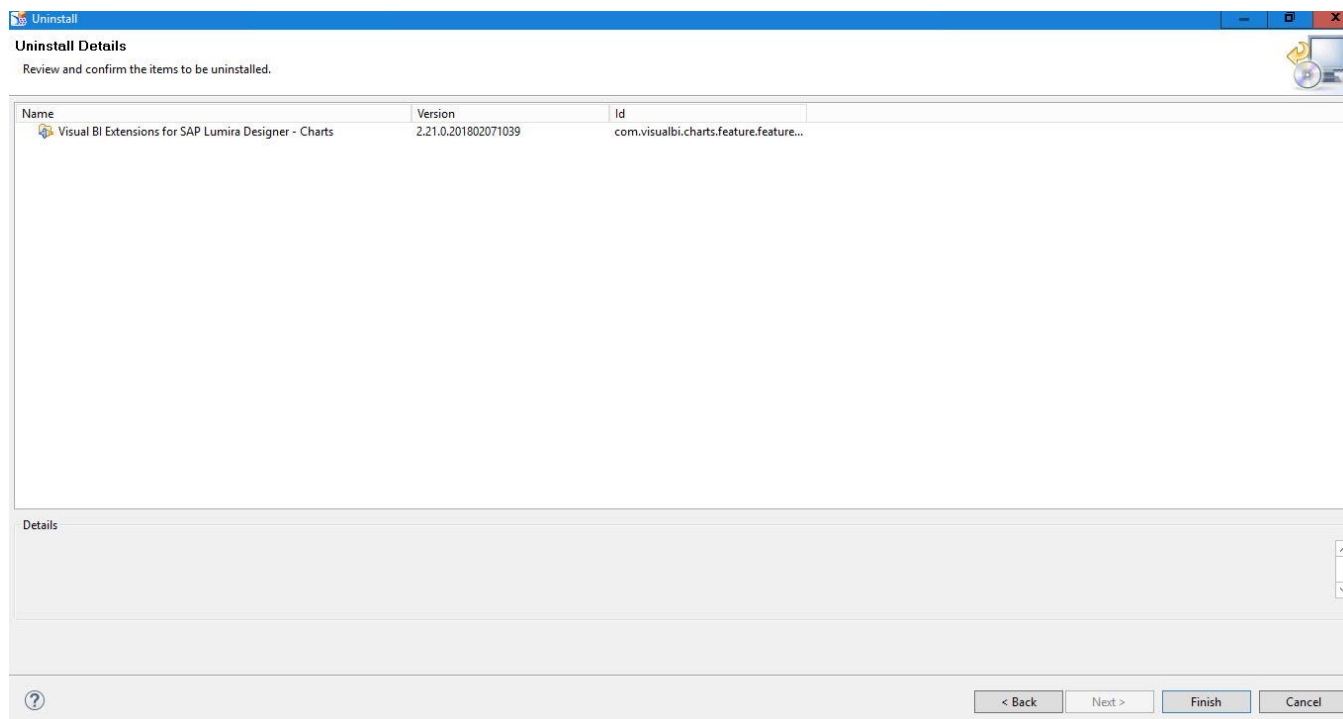 Uninstall
Uninstall Details
Review and confirm the items to be uninstalled.
Name Version Id
Visual BI Extensions for SAP Lumira Designer - Charts 2.21.0.201802071039 com.visualbi.charts.feature.feature...
Details
< Back Next > Finish Cancel